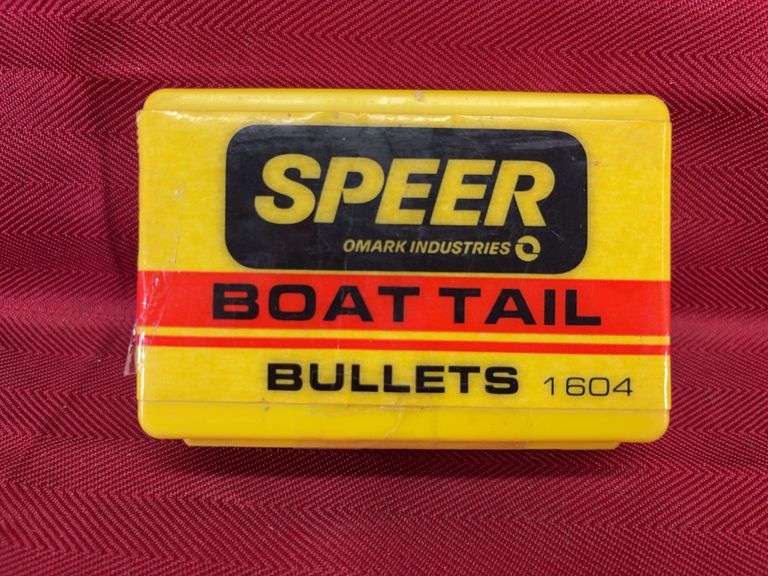 SPEER
OMARK INDUSTRIES
BOAT TAIL
BULLETS 1604